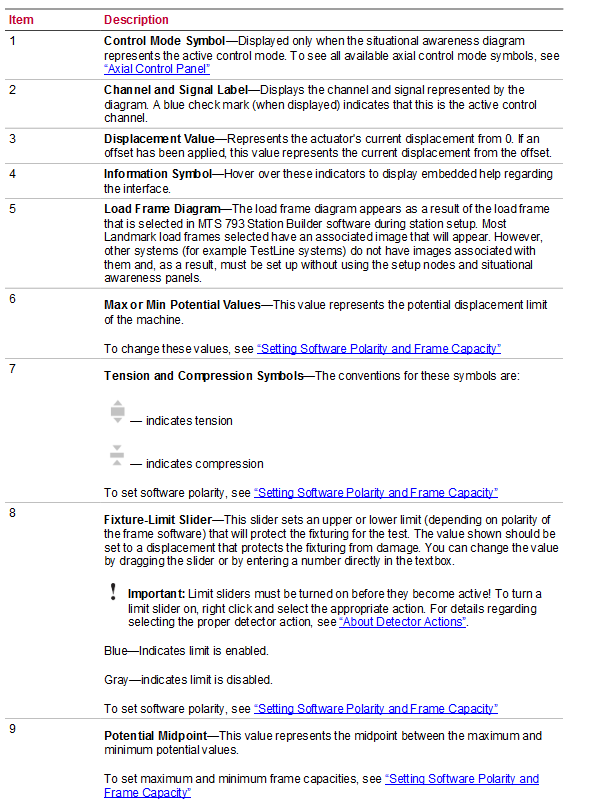 Item Description
1 Control Mode Symbol—Displayed only when the situational awareness diagram
represents the active control mode. To see all available axial control mode symbols, see
“Axial Control Panel”
2 Channel and Signal Label—Displays the channel and signal represented by the
diagram. A blue check mark (when displayed) indicates that this is the active control
channel.
3 Displacement Value—Represents the actuator's current displacement from 0. If an
offset has been applied, this value represents the current displacement from the offset.
4 Information Symbol—Hover over these indicators to display embedded help regarding
the interface.
5 Load Frame Diagram—The load frame diagram appears as a result of the load frame
that is selected in MTS 793 Station Builder software during station setup. Most
Landmark load frames selected have an associated image that will appear. However,
other systems (for example TestLine systems) do not have images associated with
them and, as a result, must be set up without using the setup nodes and situational
awareness panels.
6 Max or Min Potential Values—This value represents the potential displacement limit
of the machine.
To change these values, see “Setting Software Polarity and Frame Capacity”
7 Tension and Compression Symbols—The conventions for these symbols are:
— indicates tension
— indicates compression
To set software polarity, see “Setting Software Polarity and Frame Capacity”
8 Fixture-Limit Slider—This slider sets an upper or lower limit (depending on polarity of
the frame software) that will protect the fixturing for the test. The value shown should be
set to a displacement that protects the fixturing from damage. You can change the value
by dragging the slider or by entering a number directly in the textbox.
! Important: Limit sliders must be turned on before they become active! To turn a
limit slider on, right click and select the appropriate action. For details regarding
selecting the proper detector action, see “About Detector Actions”.
Blue—Indicates limit is enabled.
Gray—indicates limit is disabled.
To set software polarity, see “Setting Software Polarity and Frame Capacity”
9 Potential Midpoint—This value represents the midpoint between the maximum and
minimum potential values.
To set maximum and minimum frame capacities, see “Setting Software Polarity and
Frame Capacity”